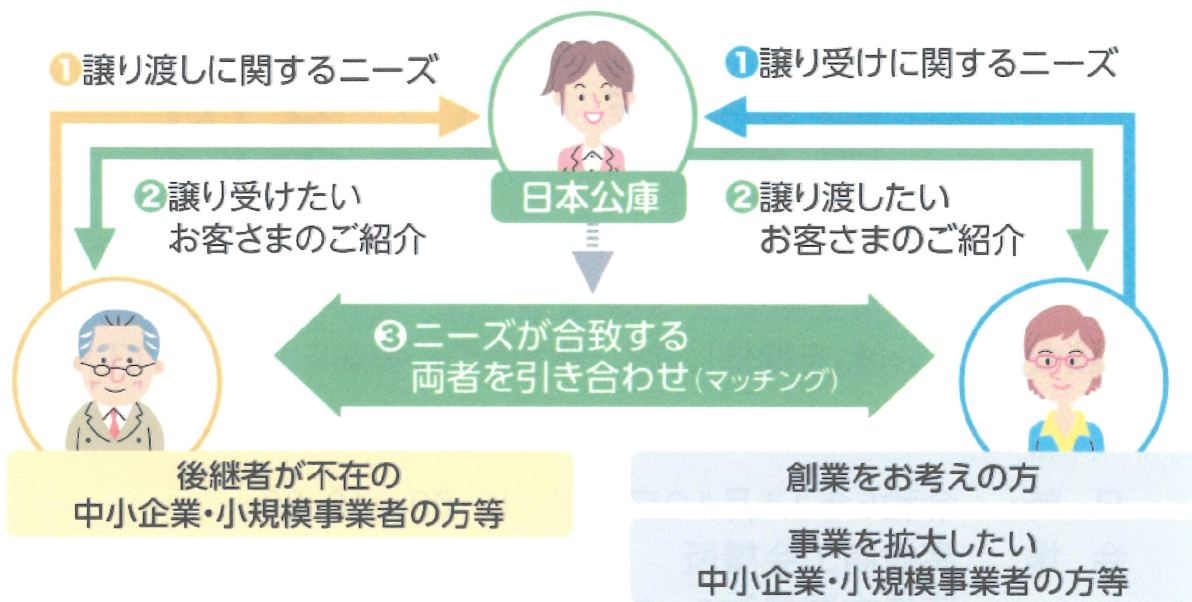 ❶譲り渡しに関するニーズ
❶譲り受けに関するニーズ
日本公庫
❷譲り受けたい
お客さまのご紹介
❷譲り渡したい
お客さまのご紹介
❸ニーズが合致する
両者を引き合わせ(マッチング)
後継者が不在の
中小企業・小規模事業者の方等
創業をお考えの方
事業を拡大したい
中小企業・小規模事業者の方等